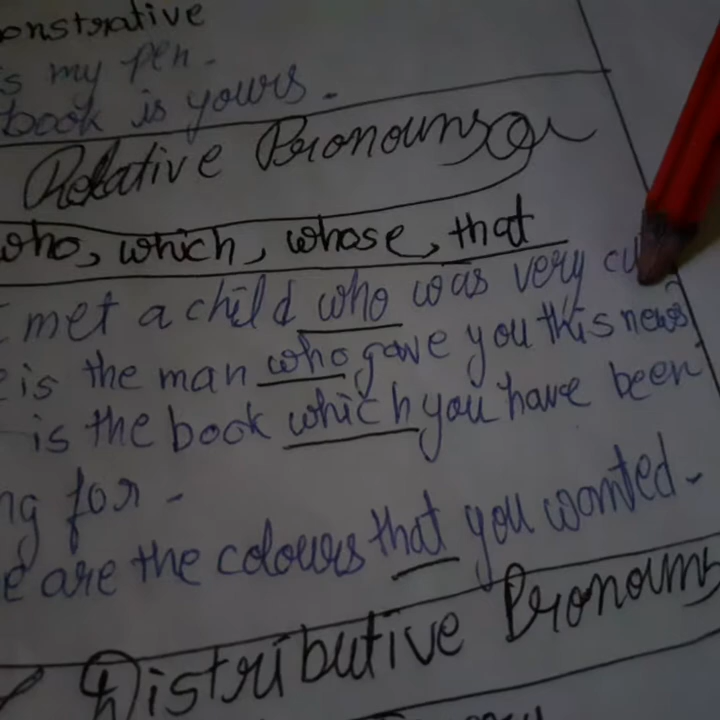 onstrative
s my pen.
book is yours.
Relative Pronouns
who, which, whose, that
met a child who was very cu
is the man who gave you this news
is the book which you have been
ng for.
e are the colours that you wanted.
Distributive Pronouns